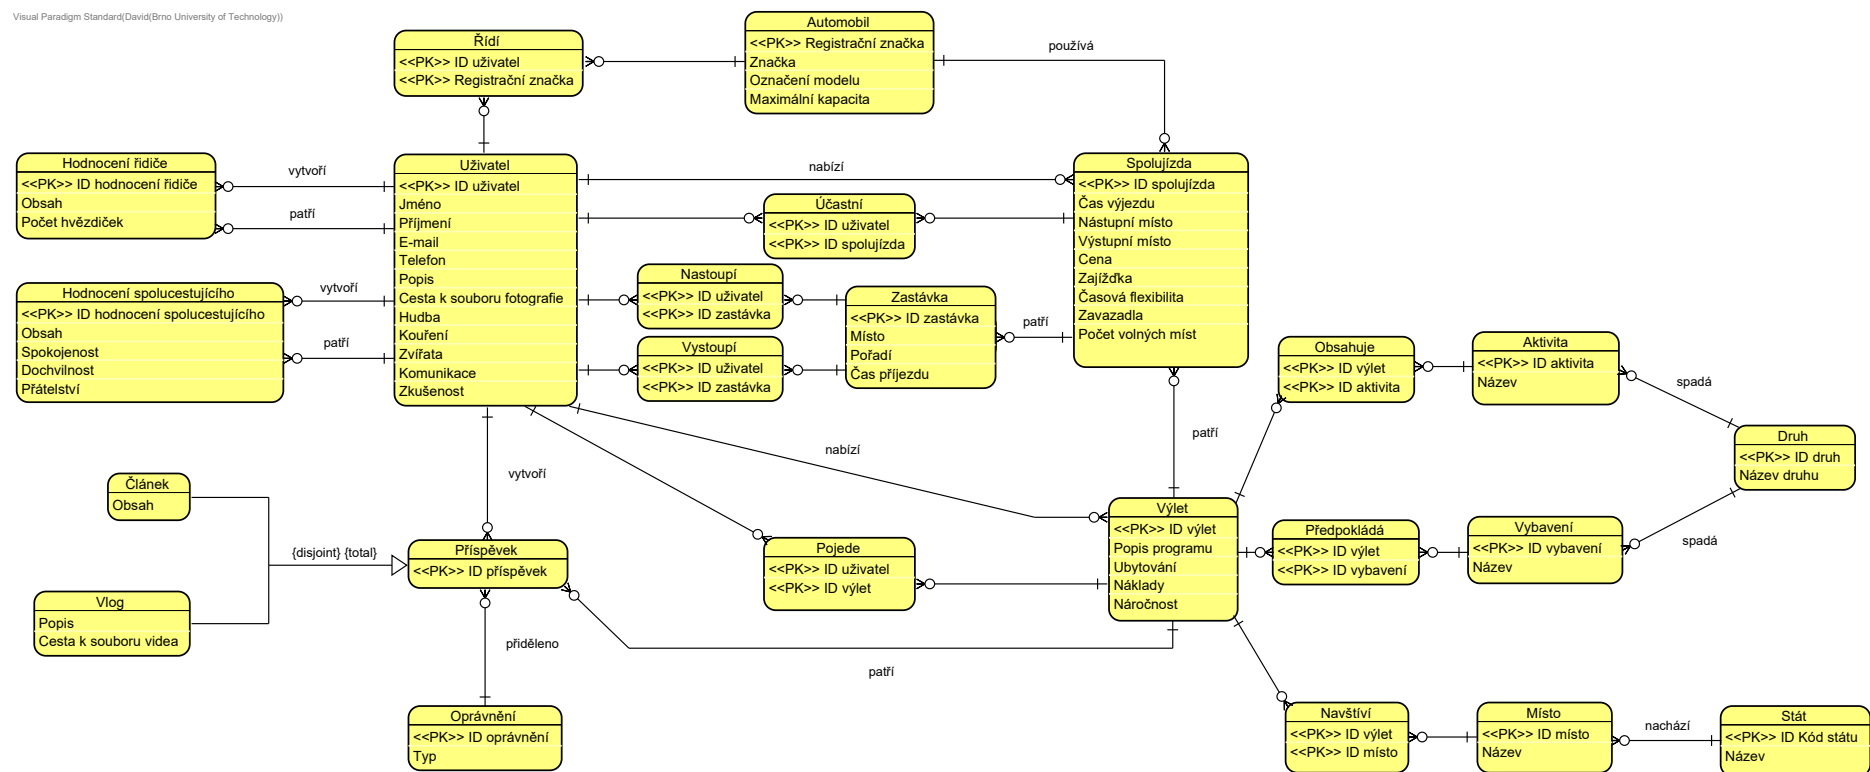 Visual Paradigm Standard(David(Brno University of Technology))
Řídí
<<PK>> ID uživatel
<<PK>> Registrační značka
Automobil
<<PK>> Registrační značka
Značka
Označení modelu
Maximální kapacita
používá
Hodnocení řidiče
<<PK>> ID hodnocení řidiče
Obsah
Počet hvězdiček
vytvoří
patří
Hodnocení spolucestujícího
<<PK>> ID hodnocení spolucestujícího
Obsah
Spokojenost
Dochvilnost
Přátelství
vytvoří
patří
Uživatel
<<PK>> ID uživatel
Jméno
Příjmení
E-mail
Telefon
Popis
Cesta k souboru fotografie
Hudba
Kouření
Zvířata
Komunikace
Zkušenost
nabízí
Účastní
<<PK>> ID uživatel
<<PK>> ID spolujízda
Nastoupí
<<PK>> ID uživatel
<<PK>> ID zastávka
Vystoupí
<<PK>> ID uživatel
<<PK>> ID zastávka
Zastávka
<<PK>> ID zastávka
Místo
Pořadí
Čas příjezdu
patří
Spolujízda
<<PK>> ID spolujízda
Čas výjezdu
Nástupní místo
Výstupní místo
Cena
Zajížďka
Časová flexibilita
Zavazadla
Počet volných míst
patří
Obsahuje
<<PK>> ID výlet
<<PK>> ID aktivita
Aktivita
<<PK>> ID aktivita
Název
spadá
Druh
<<PK>> ID druh
Název druhu
spadá
nabízí
vytvoří
Článek
Obsah
{disjoint} {total}
Vlog
Popis
Cesta k souboru videa
Příspěvek
<<PK>> ID příspěvek
přiděleno
Oprávnění
<<PK>> ID oprávnění
Typ
Pojede
<<PK>> ID uživatel
<<PK>> ID výlet
patří
Výlet
<<PK>> ID výlet
Popis programu
Ubytování
Náklady
Náročnost
Předpokládá
<<PK>> ID výlet
<<PK>> ID vybavení
Vybavení
<<PK>> ID vybavení
Název
Navštíví
<<PK>> ID výlet
<<PK>> ID místo
Místo
<<PK>> ID místo
Název
nachází
Stát
<<PK>> ID Kód státu
Název